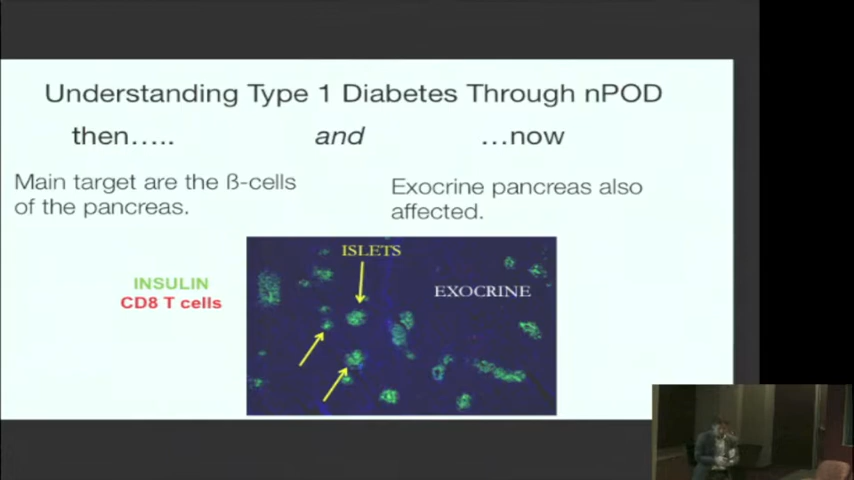 Understanding Type 1 Diabetes Through nPOD
then….. and …now
Main target are the ß-cells
of the pancreas.
Exocrine pancreas also
affected.
ISLETS
INSULIN
CD8 T cells
EXOCRINE